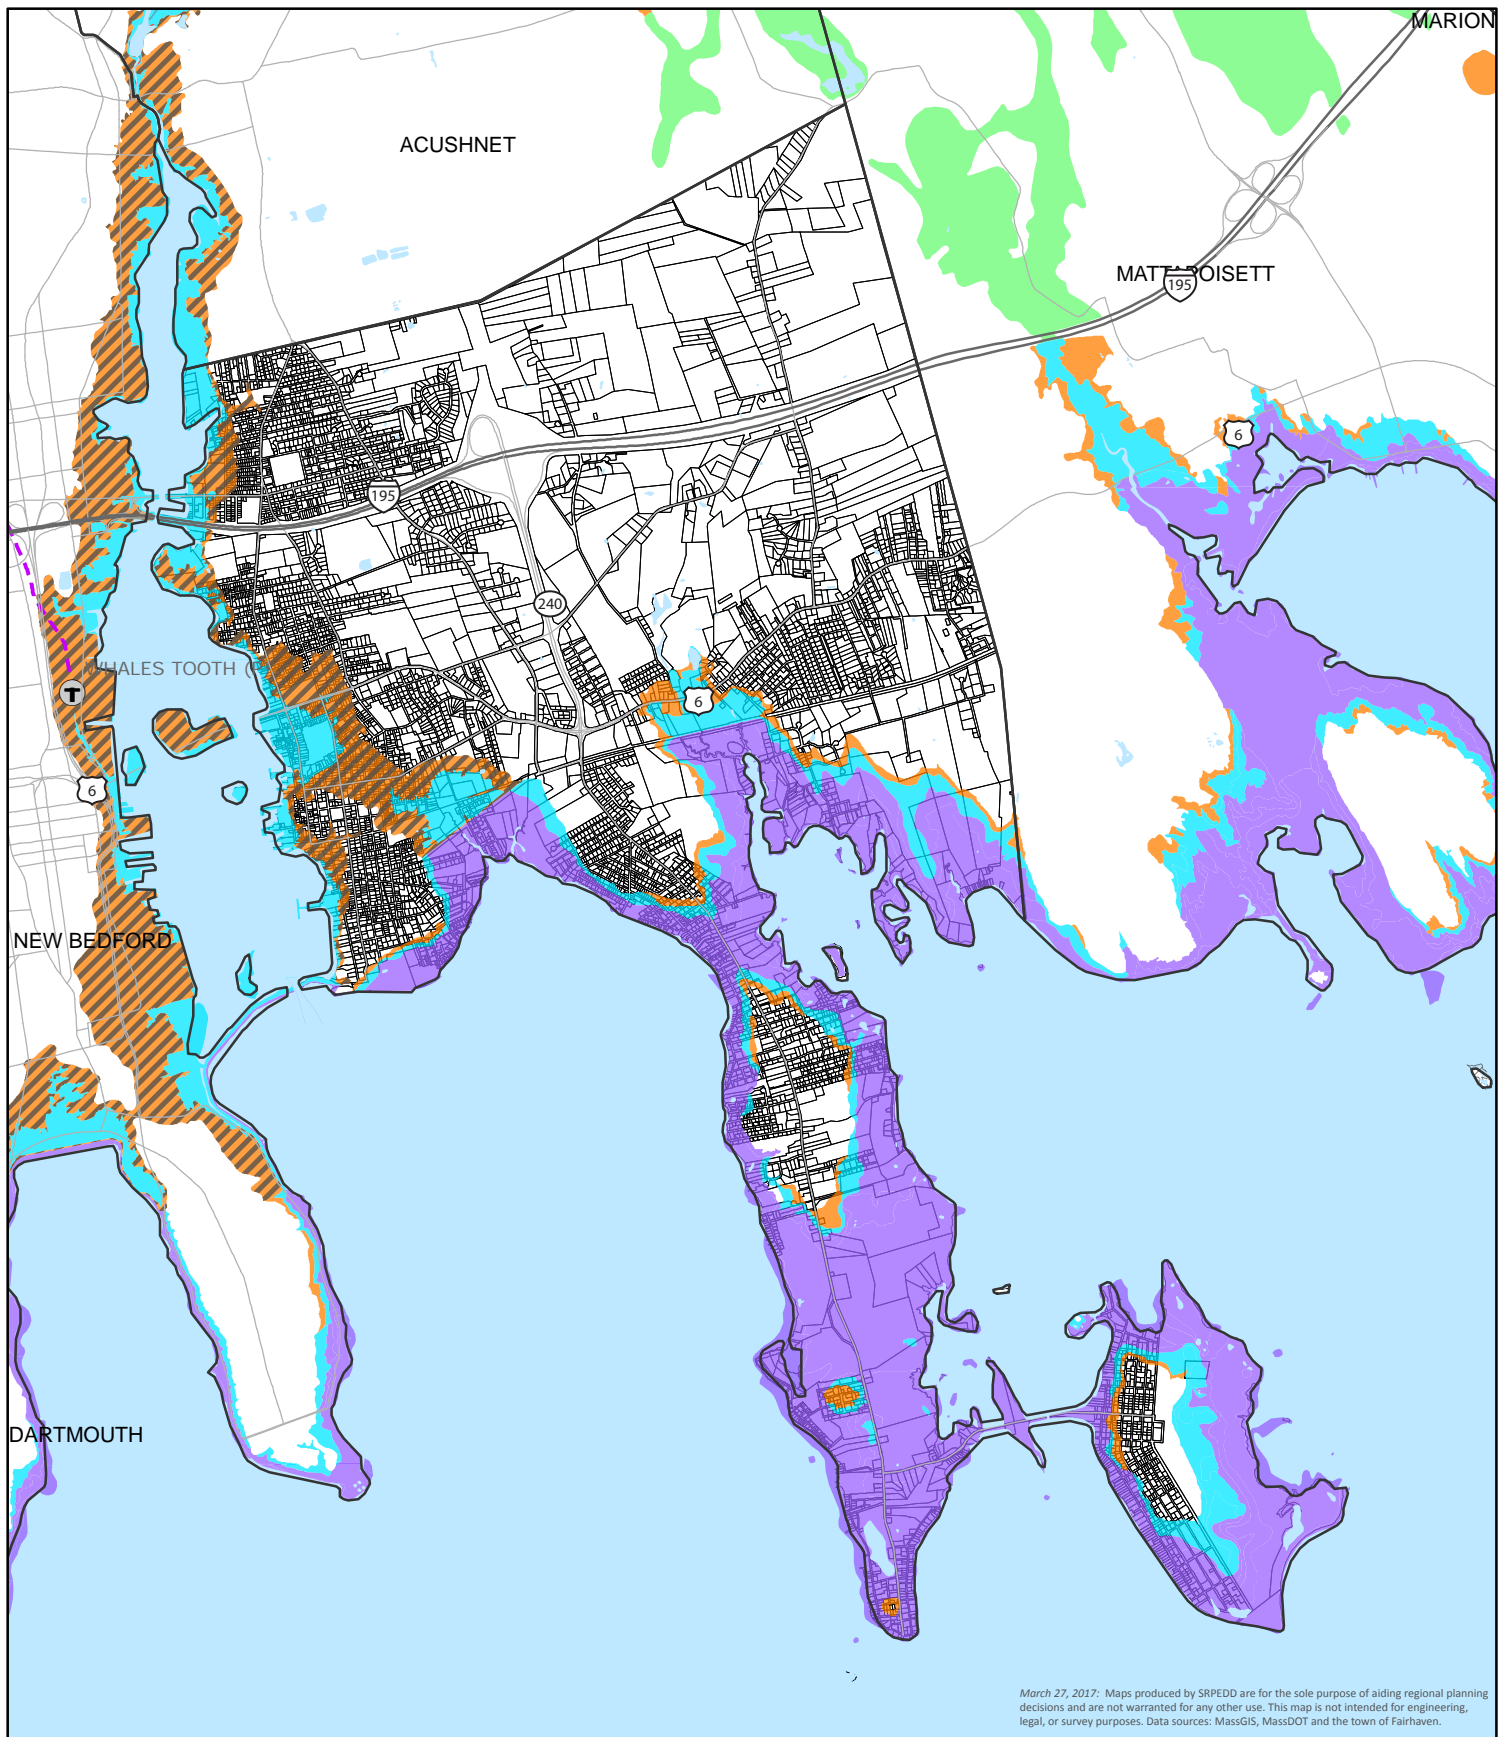 MARION
ACUSHNET
MATTAPOISETT
195
6
195
240
WHALES TOOTH
6
6
NEW BEDFORD
DARTMOUTH
March 27, 2017: Maps produced by SRPEDD are for the sole purpose of aiding regional planning
decisions and are not warranted for any other use. This map is not intended for engineering,
legal, or survey purposes. Data sources: MassGIS, MassDOT and the town of Fairhaven.